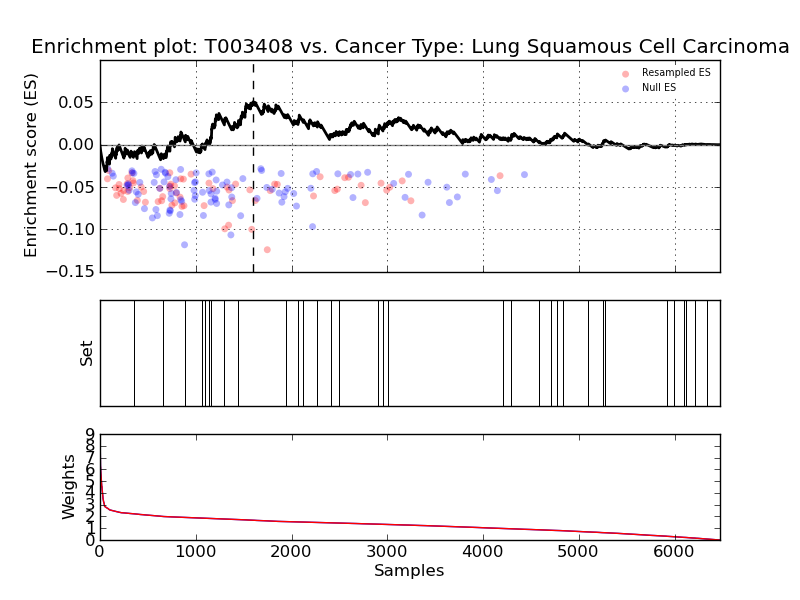 Enrichment plot: T003408 vs. Cancer Type: Lung Squamous Cell Carcinoma
Enrichment score (ES)
0.05
0.00
−0.05
−0.10
−0.15
Resampled ES
Null ES
Set
Weights
9
8
7
6
5
4
3
2
1
0
0 1000 2000 3000 4000 5000 6000
Samples